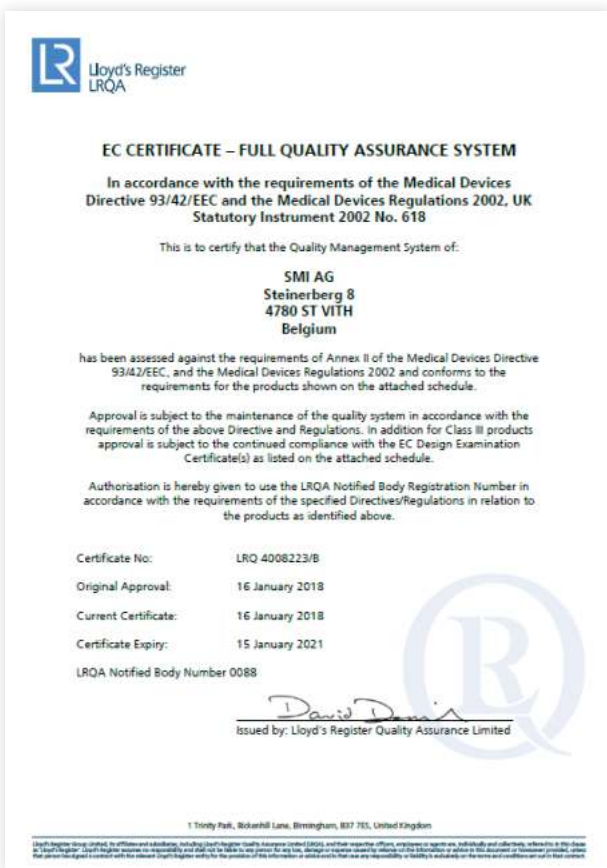 LR
Lloyd's Register
LRQA
EC CERTIFICATE – FULL QUALITY ASSURANCE SYSTEM
In accordance with the requirements of the Medical Devices
Directive 93/42/EEC and the Medical Devices Regulations 2002, UK
Statutory Instrument 2002 No. 618
This is to certify that the Quality Management System of:
SMI AG
Steinerberg 8
4780 ST VITH
Belgium
has been assessed against the requirements of Annex II of the Medical Devices Directive
93/42/EEC, and the Medical Devices Regulations 2002 and conforms to the
requirements for the products shown on the attached schedule.
Approval is subject to the maintenance of the quality system in accordance with the
requirements of the above Directive and Regulations. In addition for Class III products
approval is subject to the continued compliance with the EC Design Examination
Certificate(s) as listed on the attached schedule.
Authorisation is hereby given to use the LRQA Notified Body Registration Number in
accordance with the requirements of the specified Directives/Regulations in relation to
the products as identified above.
Certificate No: LRQ 4008223/B
Original Approval: 16 January 2018
Current Certificate: 16 January 2018
Certificate Expiry: 15 January 2021
LRQA Notified Body Number 0088
David
Issued by: Lloyd's Register Quality Assurance Limited
1 Trinity Park, Bickenhill Lane, Birmingham, B37 7ES, United Kingdom